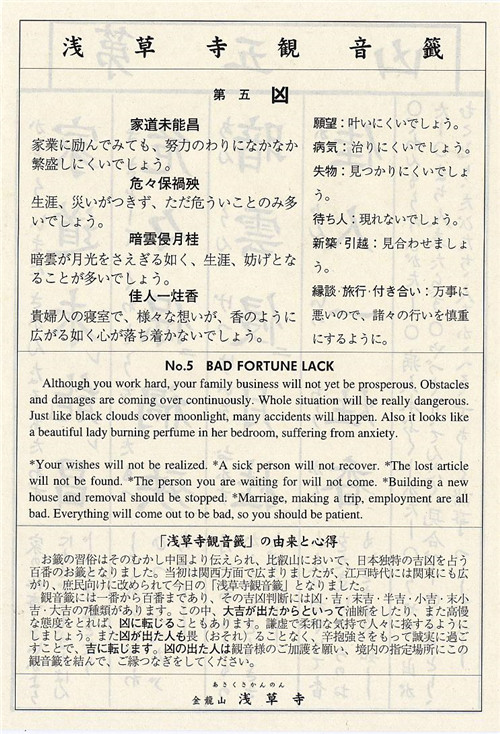 浅草寺観音籤
第五 凶
家道未能昌
家業に励んでみても、努力のわりになかなか
繁盛しにくいでしょう。
危々保禍殃
生涯、災いがつきず、ただ危ういことのみ多
いでしょう。
暗雲侵月桂
暗雲が月光をさえぎる如く、生涯、妨げとな
ることが多いでしょう。
佳人一炷香
貴婦人の寝室で、様々な想いが、香のように
広がる如く心が落ち着かないでしょう。
願望：叶いにくいでしょう。
病気：治りにくいでしょう。
失物：見つかりにくいでしょ
う。
待ち人：現れないでしょう。
新築・引越：見合わせましょ
う。
縁談・旅行・付き合い：万事に
悪いので、諸々の行いを慎重
にするように。
No.5 BAD FORTUNE LACK
Although you work hard, your family business will not yet be prosperous. Obstacles
and damages are coming over continuously. Whole situation will be really dangerous.
Just like black clouds cover moonlight, many accidents will happen. Also it looks like
a beautiful lady burning perfume in her bedroom, suffering from anxiety.
*Your wishes will not be realized. *A sick person will not recover. *The lost article
will not be found. *The person you are waiting for will not come. *Building a new
house and removal should be stopped. *Marriage, making a trip, employment are all
bad. Everything will come out to be bad, so you should be patient.
「浅草寺観音籤」の由来と心得
お籤の習俗はそのむかし中国より伝えられ、比叡山において、日本独特の吉凶を占う
百番のお籤となりました。当初は関西方面で広まりましたが、江戸時代には関東にも広
がり、庶民向けに改められて今日の「浅草寺観音籤」となりました。
観音籤には一番から百番まであり、その吉凶判断には凶・吉・末吉・半吉・小吉・末小
吉・大吉の7種類があります。この中、大吉が出たからといって油断をしたり、また高慢
な態度をとれば、凶に転じることもあります。謙虚で柔和な気持で人々に接するように
しましょう。また凶が出た人も畏（おそれ）ることなく、辛抱強さをもって誠実に過ご
すことで、吉に転じます。凶の出た人は観音様のご加護を願い、境内の指定場所にこの
観音籤を結んで、ご縁つなぎをしてください。
あさくさかんのん
金龍山 浅草寺